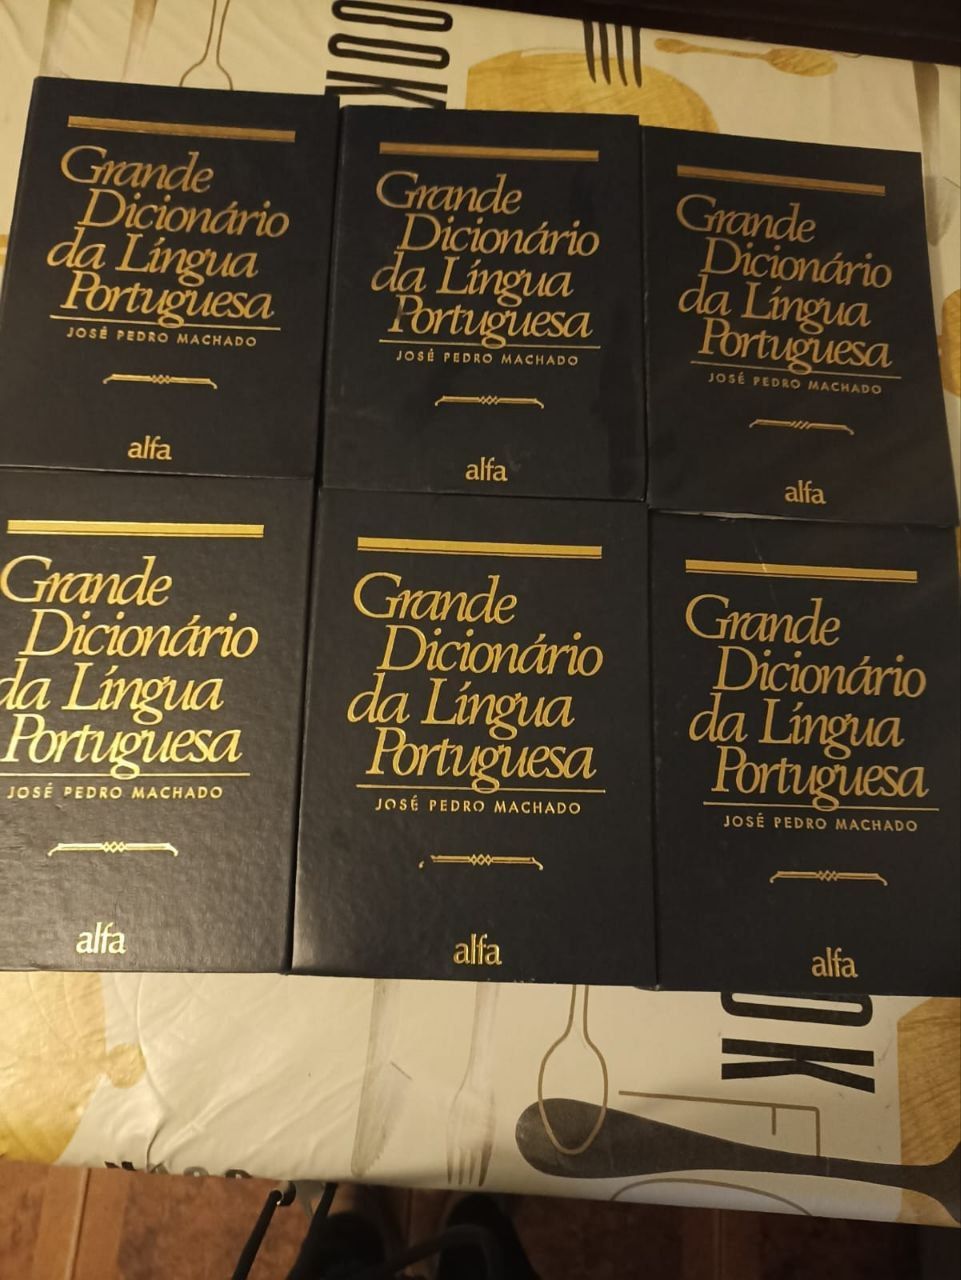 OOK
Grande
Dicionário
da Língua
Portuguesa
JOSÉ PEDRO MACHADO
alfa
Grande
Dicionário
da Língua
Portuguesa
JOSÉ PEDRO MACHADO
alfa
Grande
Dicionário
da Língua
Portuguesa
JOSÉ PEDRO MACHADO
alfa
Grande
Dicionário
da Língua
Portuguesa
JOSÉ PEDRO MACHADO
alfa
Grande
Dicionário
da Língua
Portuguesa
JOSÉ PEDRO MACHADO
alfa
Grande
Dicionário
da Língua
Portuguesa
JOSÉ PEDRO MACHADO
alfa
OOK